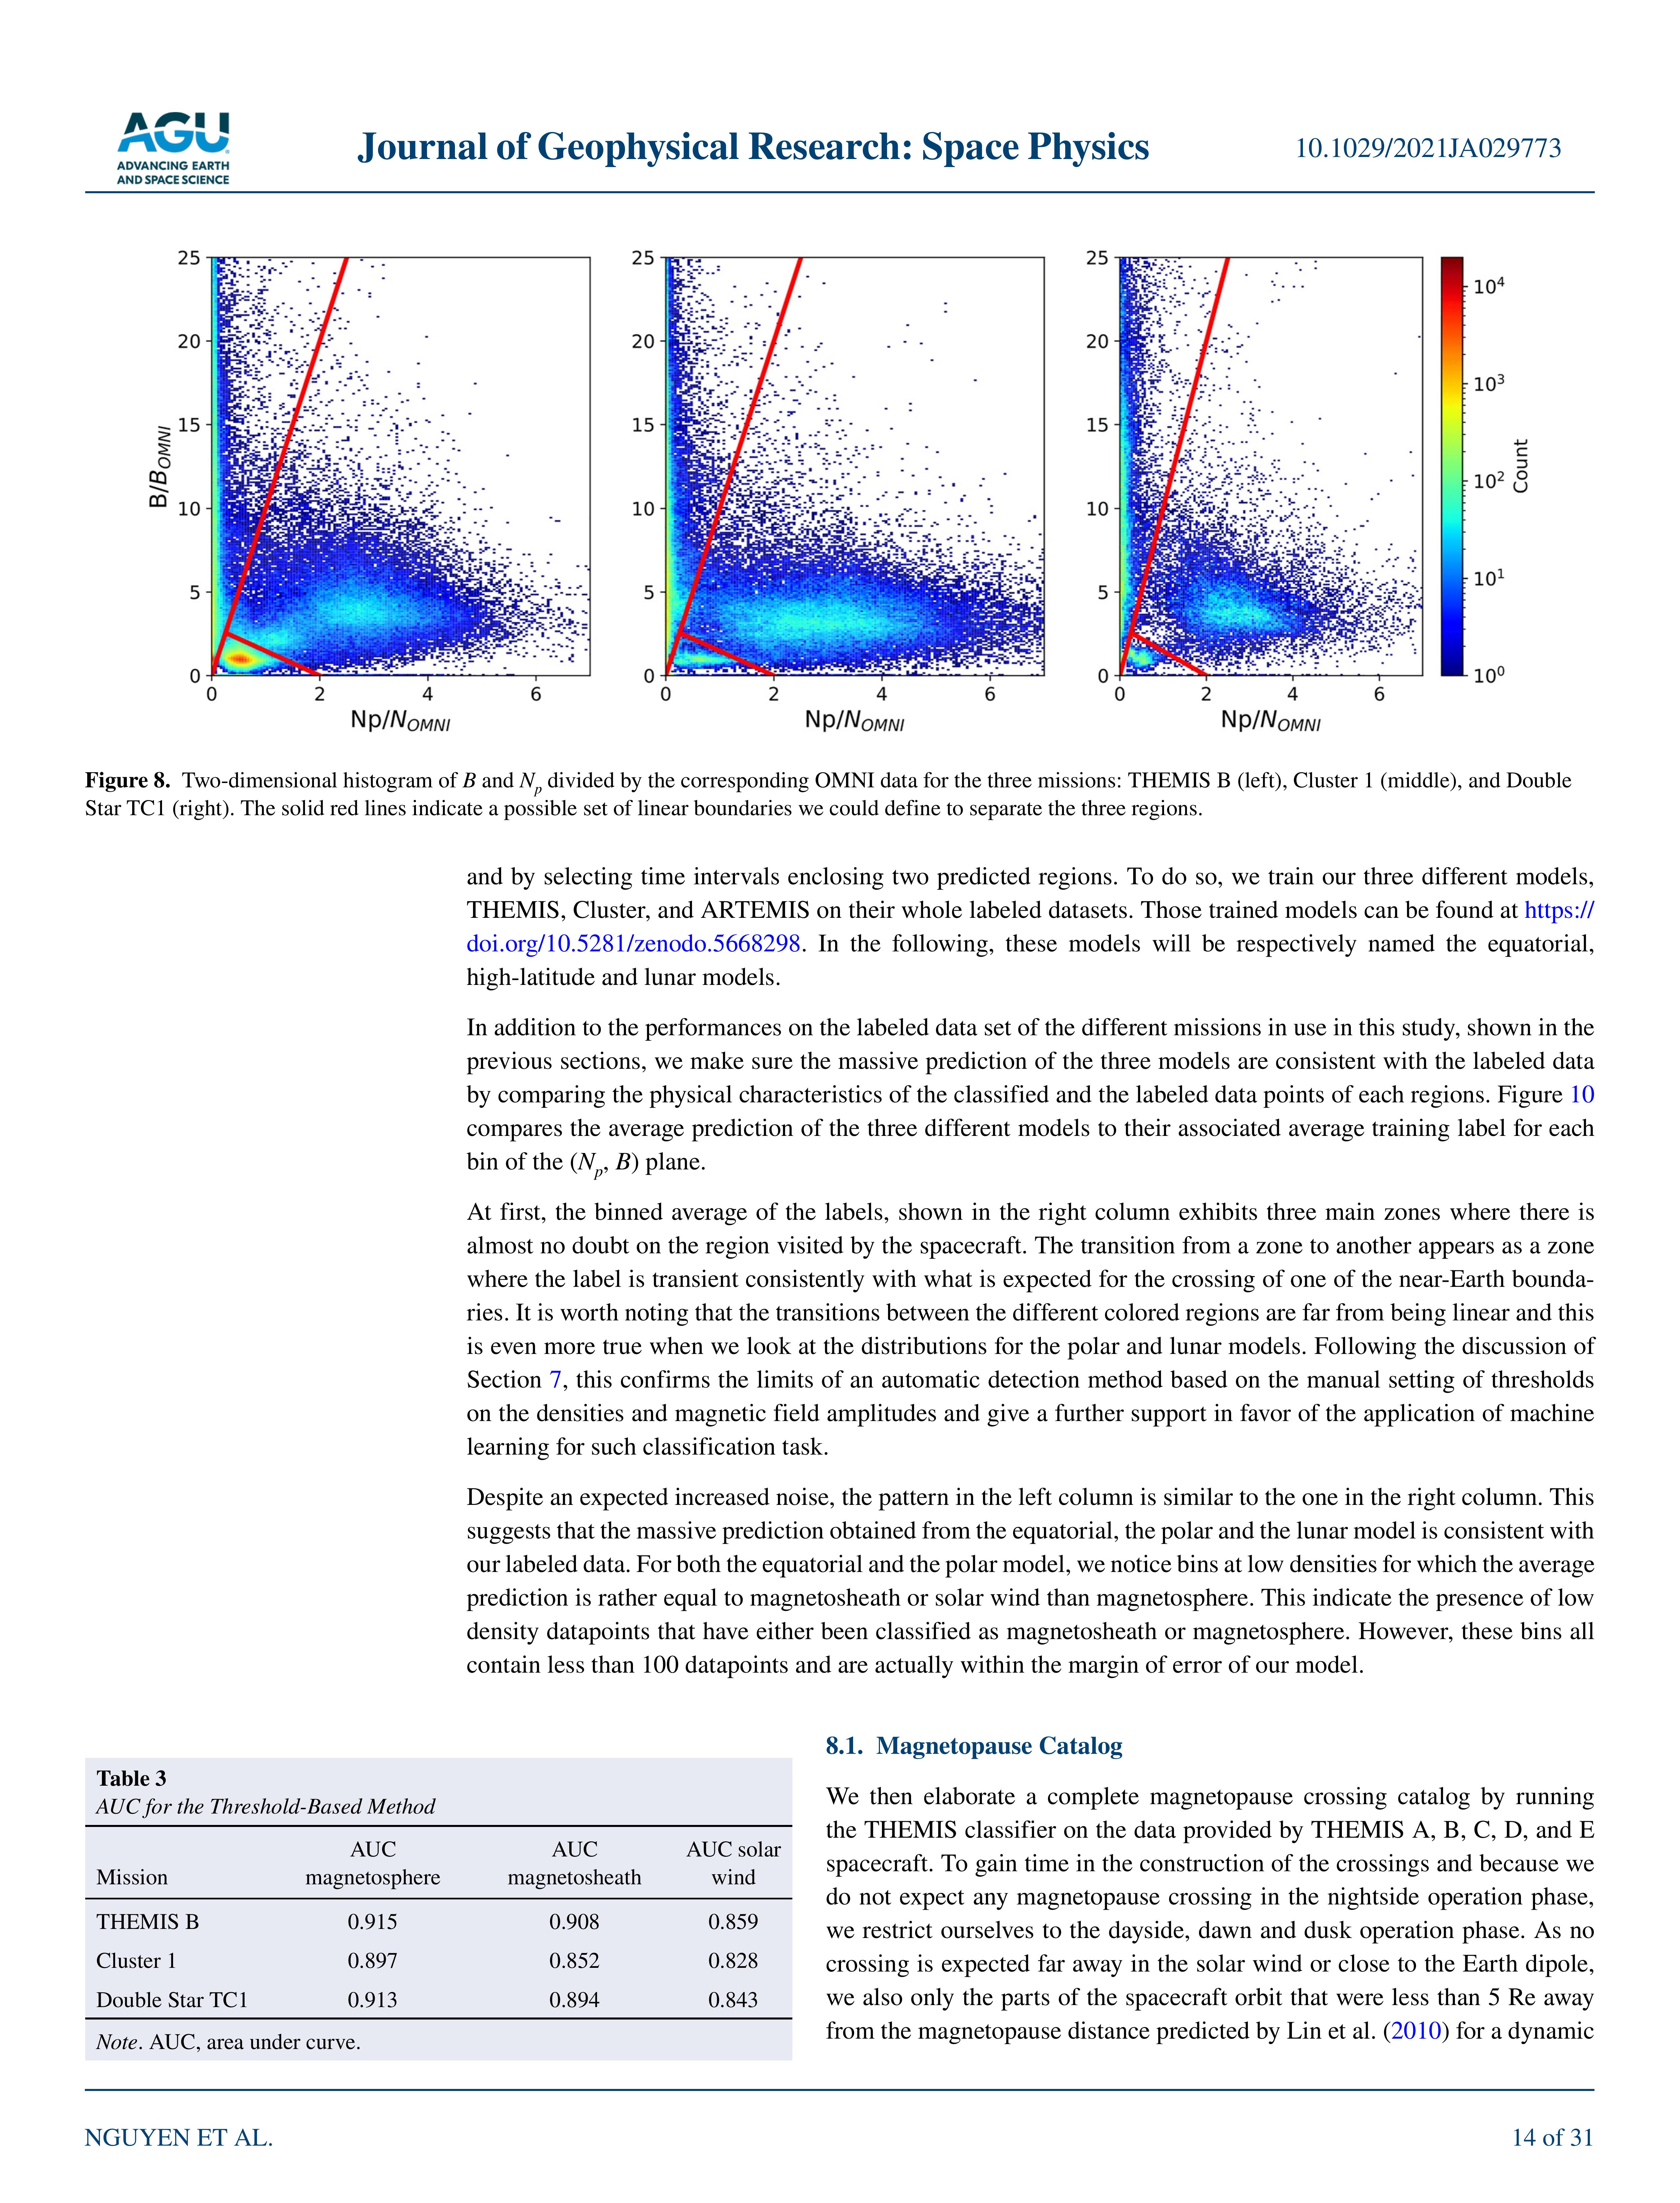 AGU
ADVANCING EARTH
AND SPACE SCIENCE
Journal of Geophysical Research: Space Physics
10.1029/2021JA029773
25
20
15
10
5
0
B/B_OMNI
0 2 4 6
Np/N_OMNI
25
20
15
10
5
0
0 2 4 6
Np/N_OMNI
25
20
15
10
5
0
0 2 4 6
Np/N_OMNI
10^4
10^3
10^2
10^1
10^0
Count
Figure 8. Two-dimensional histogram of B and N_p divided by the corresponding OMNI data for the three missions: THEMIS B (left), Cluster 1 (middle), and Double
Star TC1 (right). The solid red lines indicate a possible set of linear boundaries we could define to separate the three regions.
and by selecting time intervals enclosing two predicted regions. To do so, we train our three different models,
THEMIS, Cluster, and ARTEMIS on their whole labeled datasets. Those trained models can be found at https://
doi.org/10.5281/zenodo.5668298. In the following, these models will be respectively named the equatorial,
high-latitude and lunar models.
In addition to the performances on the labeled data set of the different missions in use in this study, shown in the
previous sections, we make sure the massive prediction of the three models are consistent with the labeled data
by comparing the physical characteristics of the classified and the labeled data points of each regions. Figure 10
compares the average prediction of the three different models to their associated average training label for each
bin of the (N_p, B) plane.
At first, the binned average of the labels, shown in the right column exhibits three main zones where there is
almost no doubt on the region visited by the spacecraft. The transition from a zone to another appears as a zone
where the label is transient consistently with what is expected for the crossing of one of the near-Earth bounda-
ries. It is worth noting that the transitions between the different colored regions are far from being linear and this
is even more true when we look at the distributions for the polar and lunar models. Following the discussion of
Section 7, this confirms the limits of an automatic detection method based on the manual setting of thresholds
on the densities and magnetic field amplitudes and give a further support in favor of the application of machine
learning for such classification task.
Despite an expected increased noise, the pattern in the left column is similar to the one in the right column. This
suggests that the massive prediction obtained from the equatorial, the polar and the lunar model is consistent with
our labeled data. For both the equatorial and the polar model, we notice bins at low densities for which the average
prediction is rather equal to magnetosheath or solar wind than magnetosphere. This indicate the presence of low
density datapoints that have either been classified as magnetosheath or magnetosphere. However, these bins all
contain less than 100 datapoints and are actually within the margin of error of our model.
Table 3
AUC for the Threshold-Based Method
Mission AUC magnetosphere AUC magnetosheath AUC solar wind
THEMIS B 0.915 0.908 0.859
Cluster 1 0.897 0.852 0.828
Double Star TC1 0.913 0.894 0.843
Note. AUC, area under curve.
8.1. Magnetopause Catalog
We then elaborate a complete magnetopause crossing catalog by running
the THEMIS classifier on the data provided by THEMIS A, B, C, D, and E
spacecraft. To gain time in the construction of the crossings and because we
do not expect any magnetopause crossing in the nightside operation phase,
we restrict ourselves to the dayside, dawn and dusk operation phase. As no
crossing is expected far away in the solar wind or close to the Earth dipole,
we also only the parts of the spacecraft orbit that were less than 5 Re away
from the magnetopause distance predicted by Lin et al. (2010) for a dynamic
NGUYEN ET AL.
14 of 31